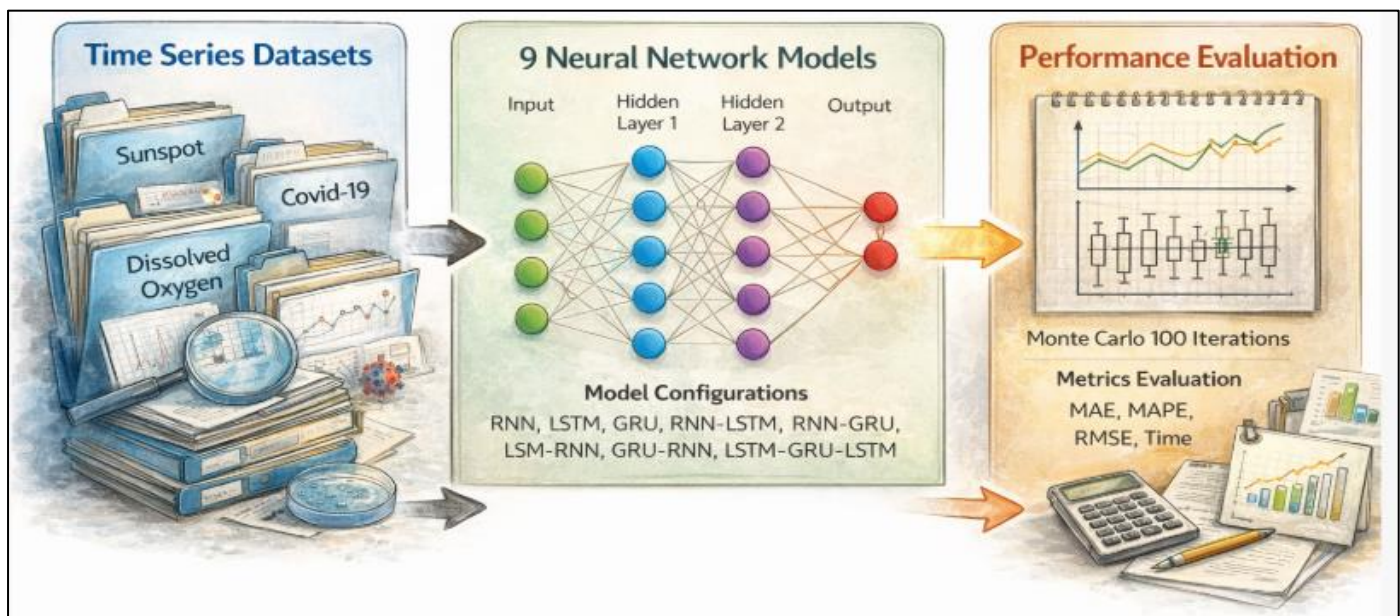 Time Series Datasets
Sunspot
Covid-19
Dissolved
Oxygen
9 Neural Network Models
Input
Hidden
Layer 1
Hidden
Layer 2
Output
Model Configurations
RNN, LSTM, GRU, RNN-LSTM, RNN-GRU,
LSM-RNN, GRU-RNN, LSTM-GRU-LSTM
Performance Evaluation
Monte Carlo 100 Iterations
Metrics Evaluation
MAE, MAPE,
RMSE, Time